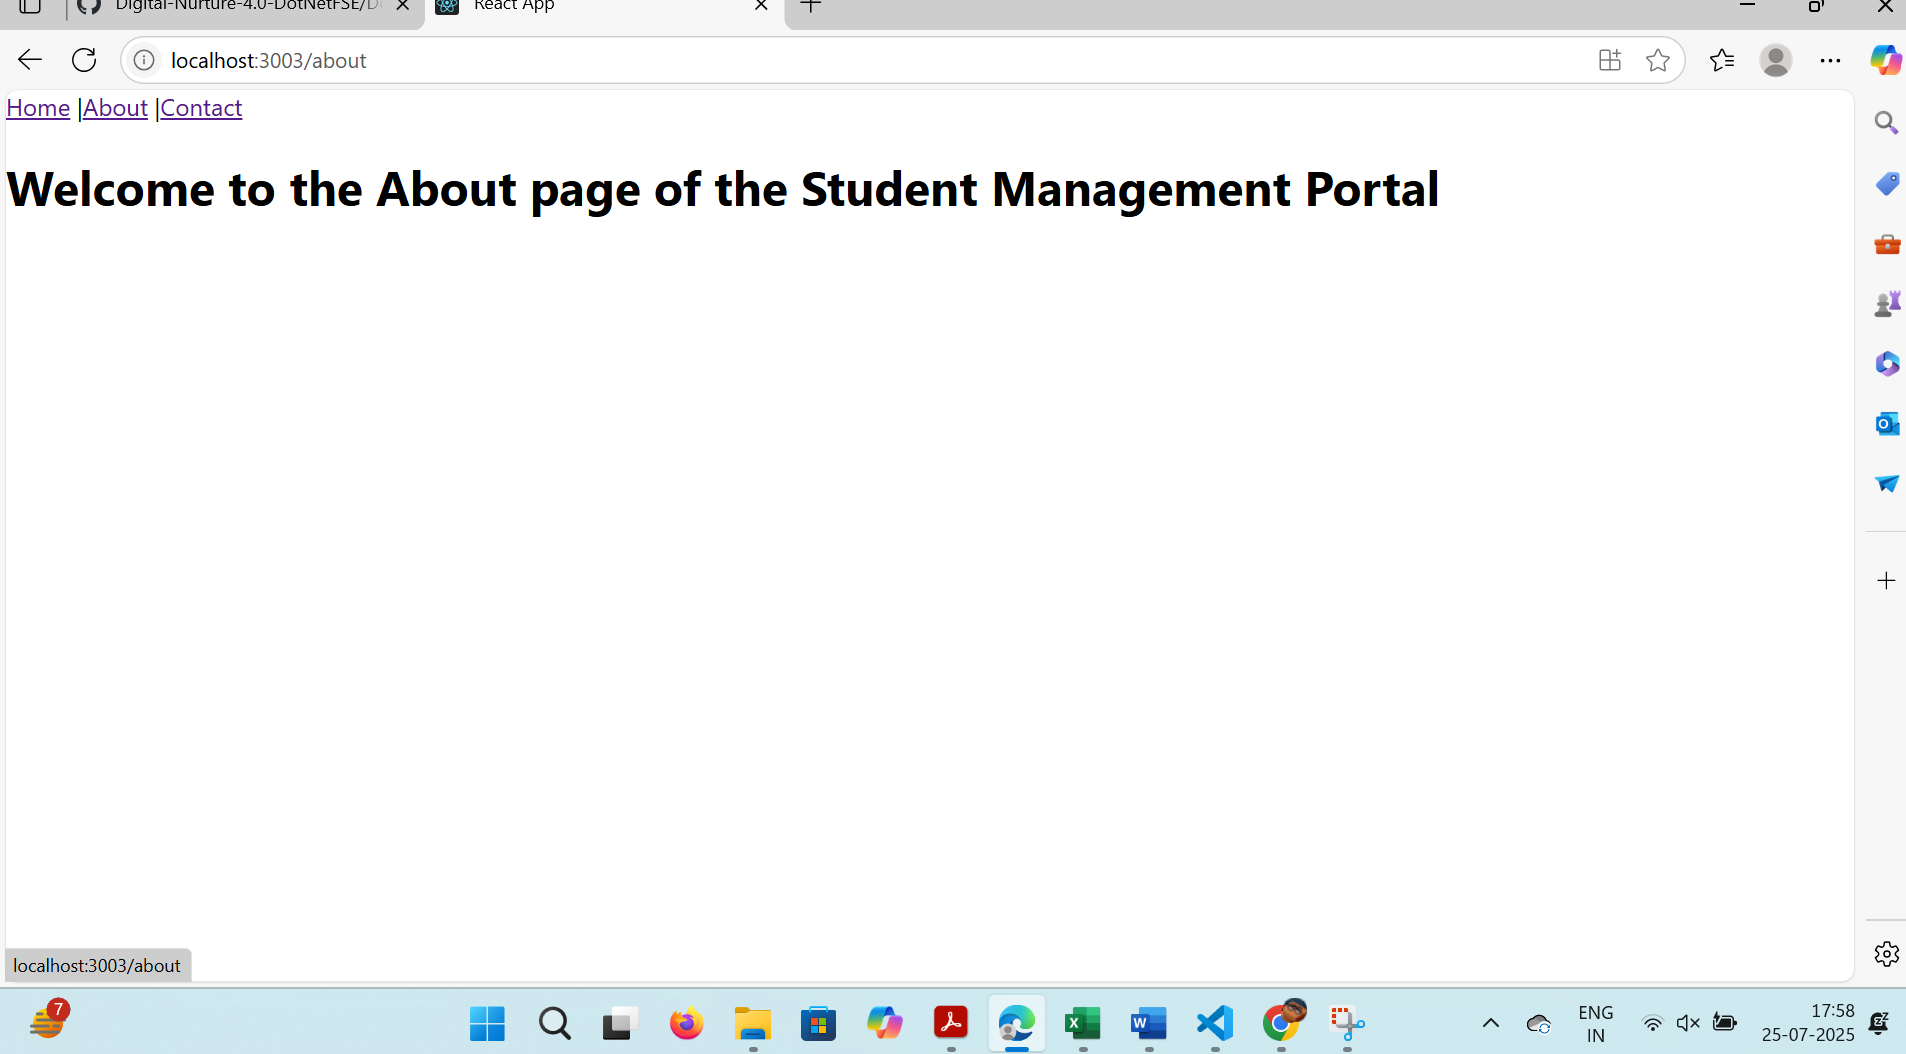 Digital-Nurture-4.0-DotNetFSE/D
React App
localhost:3003/about
Home |About |Contact
Welcome to the About page of the Student Management Portal
localhost:3003/about
7
ENG
IN
17:58
25-07-2025